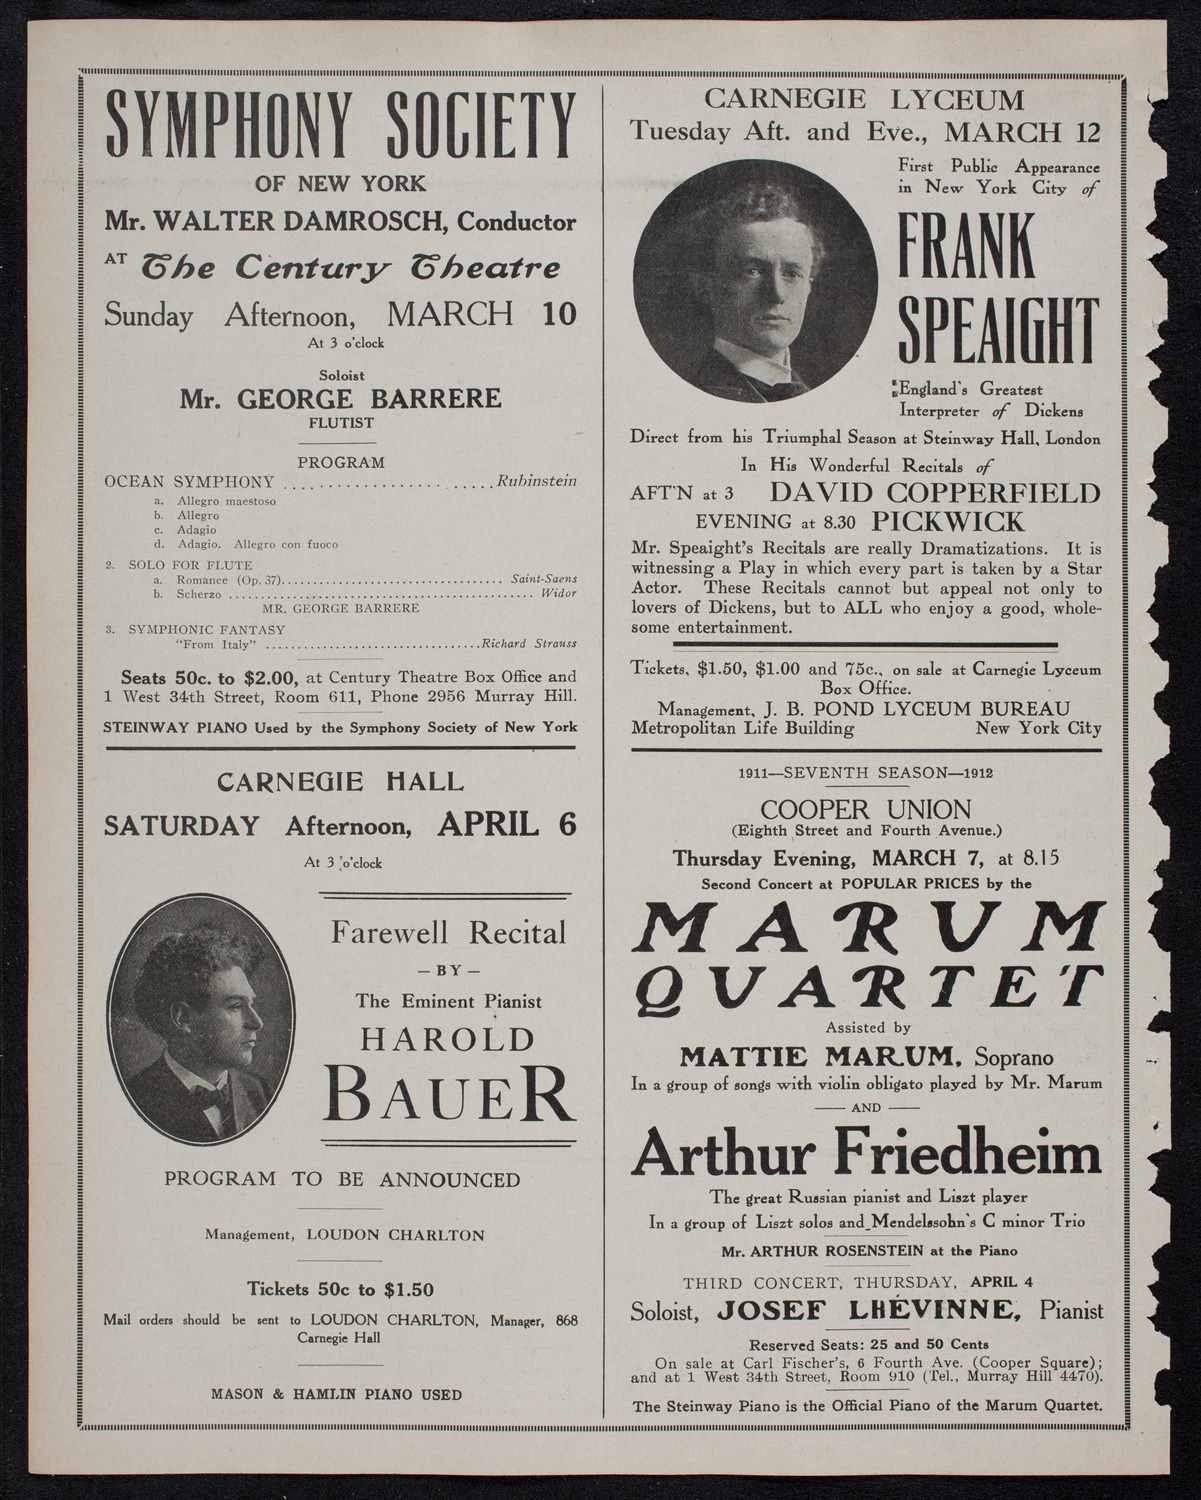 SYMPHONY SOCIETY
OF NEW YORK
Mr. WALTER DAMROSCH, Conductor
AT The Century Theatre
Sunday Afternoon, MARCH 10
At 3 o'clock
Soloist
Mr. GEORGE BARRERE
FLUTIST
PROGRAM
OCEAN SYMPHONY ........................ Rubinstein
a. Allegro maestoso
b. Allegro
c. Adagio
d. Adagio. Allegro con fuoco
2. SOLO FOR FLUTE
a. Romance (Op. 37)........................ Saint-Saens
b. Scherzo ........................ Widor
MR. GEORGE BARRERE
3. SYMPHONIC FANTASY
"From Italy" ........................Richard Strauss
Seats 50c. to $2.00, at Century Theatre Box Office and
1 West 34th Street, Room 611, Phone 2956 Murray Hill.
STEINWAY PIANO Used by the Symphony Society of New York
CARNEGIE HALL
SATURDAY Afternoon, APRIL 6
At 3 o'clock
Farewell Recital
– BY –
The Eminent Pianist
HAROLD
BAUER
PROGRAM TO BE ANNOUNCED
Management, LOUDON CHARLTON
Tickets 50c to $1.50
Mail orders should be sent to LOUDON CHARLTON, Manager, 868
Carnegie Hall
MASON & HAMLIN PIANO USED
CARNEGIE LYCEUM
Tuesday Aft. and Eve., MARCH 12
First Public Appearance
in New York City of
FRANK
SPEAIGHT
England's Greatest
Interpreter of Dickens
Direct from his Triumphal Season at Steinway Hall, London
In His Wonderful Recitals of
AFT'N at 3 DAVID COPPERFIELD
EVENING at 8.30 PICKWICK
Mr. Speaight's Recitals are really Dramatizations. It is
witnessing a Play in which every part is taken by a Star
Actor. These Recitals cannot but appeal not only to
lovers of Dickens, but to ALL who enjoy a good, whole-
some entertainment.
Tickets, $1.50, $1.00 and 75c., on sale at Carnegie Lyceum
Box Office.
Management, J. B. POND LYCEUM BUREAU
Metropolitan Life Building New York City
1911—SEVENTH SEASON—1912
COOPER UNION
(Eighth Street and Fourth Avenue.)
Thursday Evening, MARCH 7, at 8.15
Second Concert at POPULAR PRICES by the
MARUM
QUARTET
Assisted by
MATTIE MARUM, Soprano
In a group of songs with violin obligato played by Mr. Marum
—— AND ——
Arthur Friedheim
The great Russian pianist and Liszt player
In a group of Liszt solos and Mendelssohn's C minor Trio
Mr. ARTHUR ROSENSTEIN at the Piano
THIRD CONCERT, THURSDAY, APRIL 4
Soloist, JOSEF LHÉVINNE, Pianist
Reserved Seats: 25 and 50 Cents
On sale at Carl Fischer's, 6 Fourth Ave. (Cooper Square);
and at 1 West 34th Street, Room 910 (Tel., Murray Hill 4470).
The Steinway Piano is the Official Piano of the Marum Quartet.